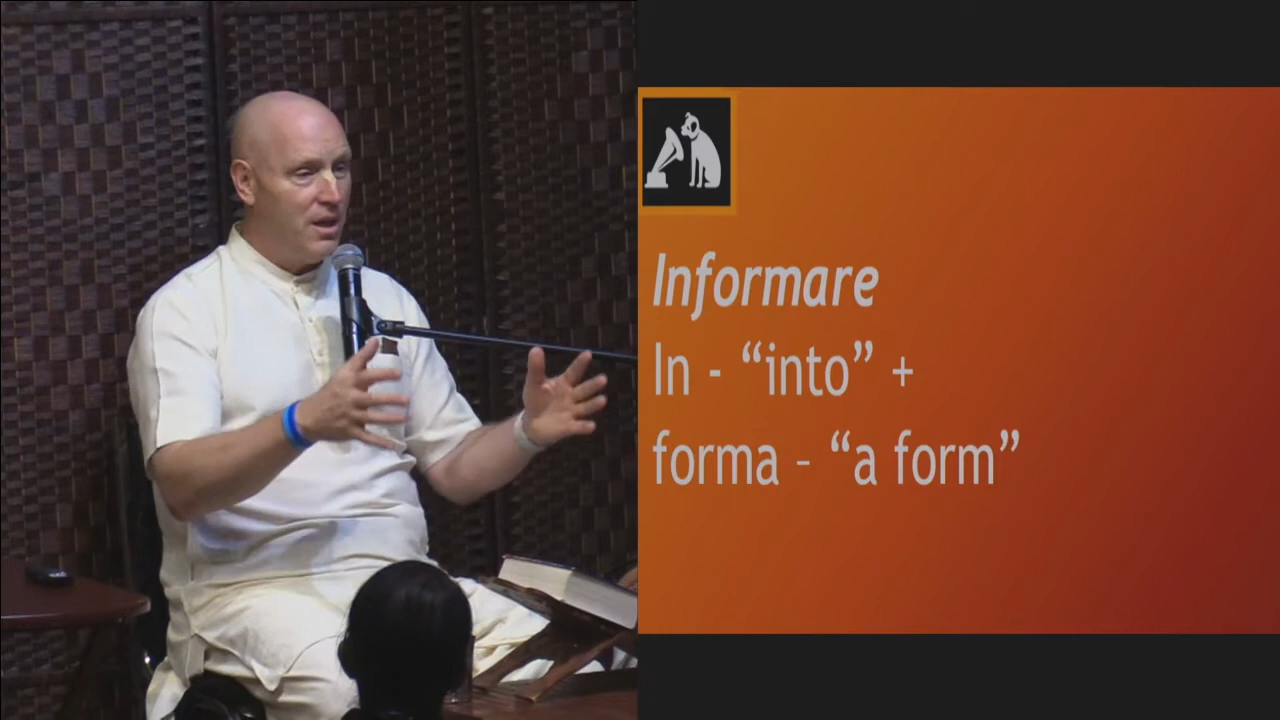 Informare
In - “into” +
forma - “a form”